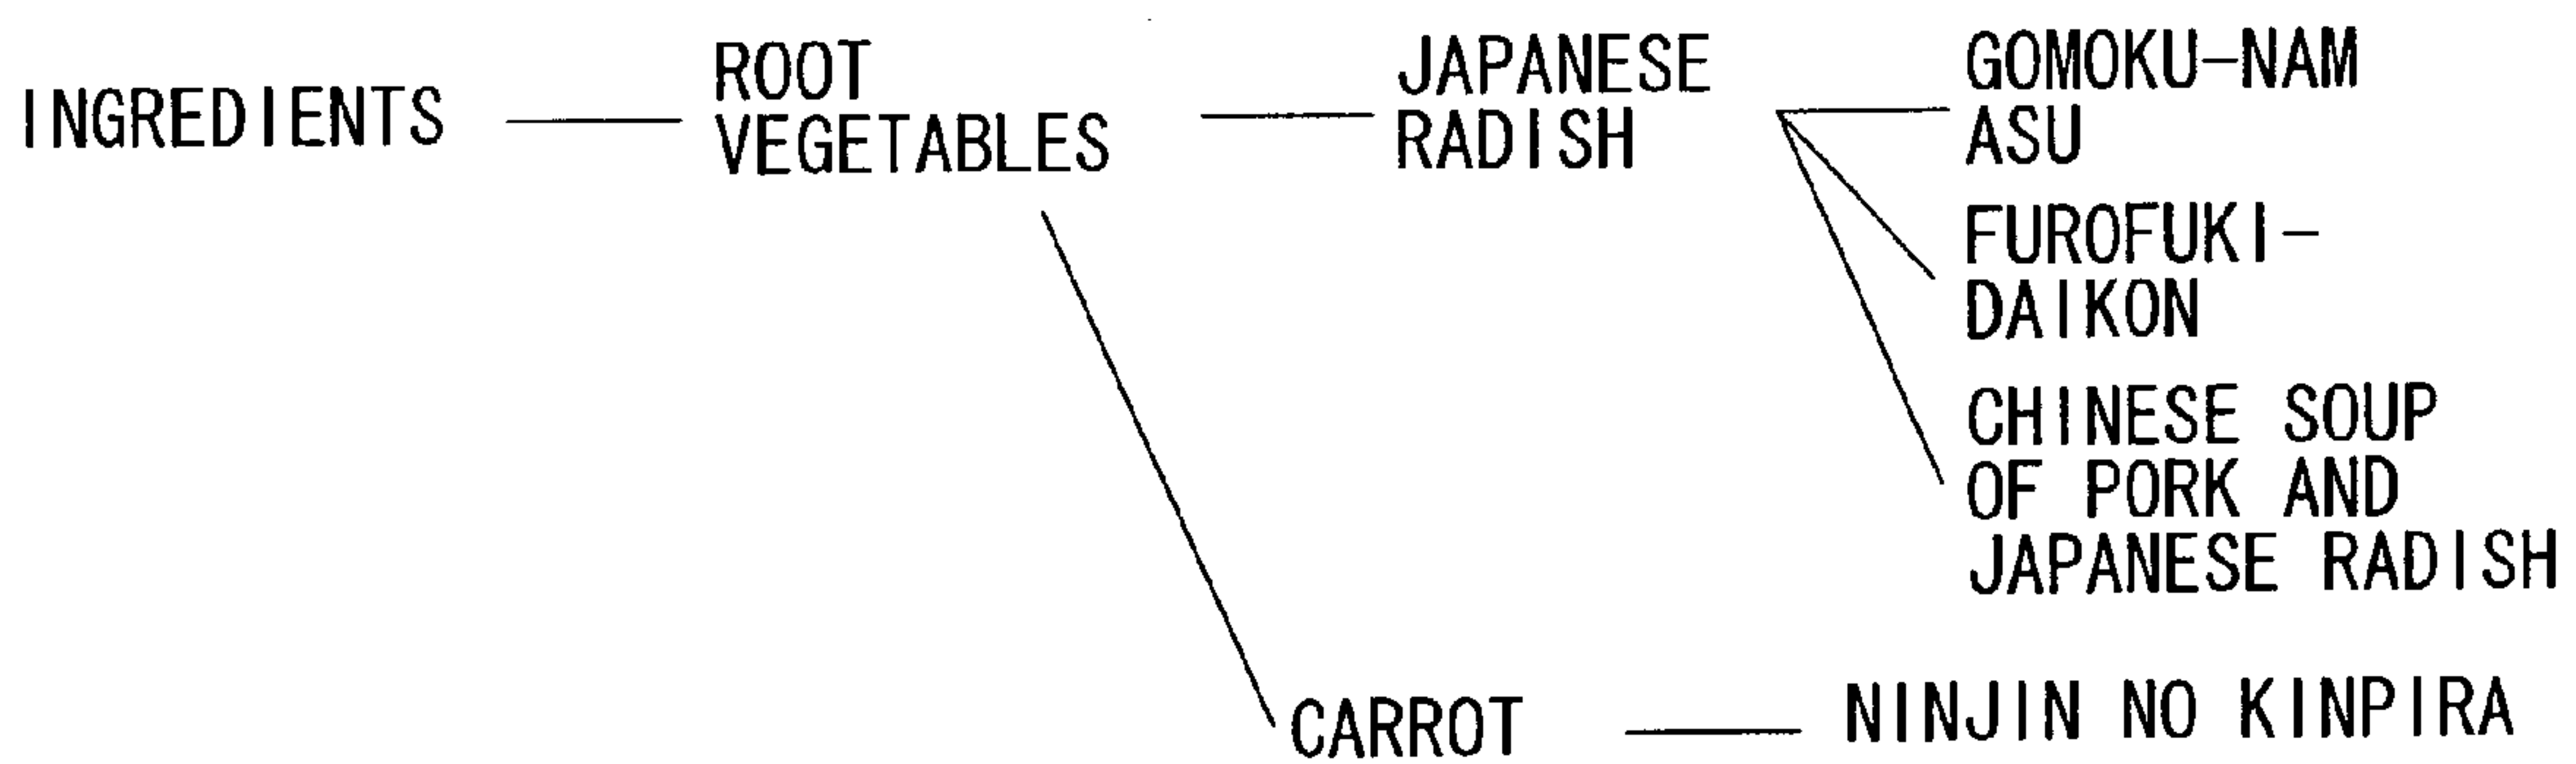 INGREDIENTS
ROOT
VEGETABLES
JAPANESE
RADISH
GOMOKU-NAM
ASU
FUROFUKI-
DAIKON
CHINESE SOUP
OF PORK AND
JAPANESE RADISH
CARROT
NINJIN NO KINPIRA